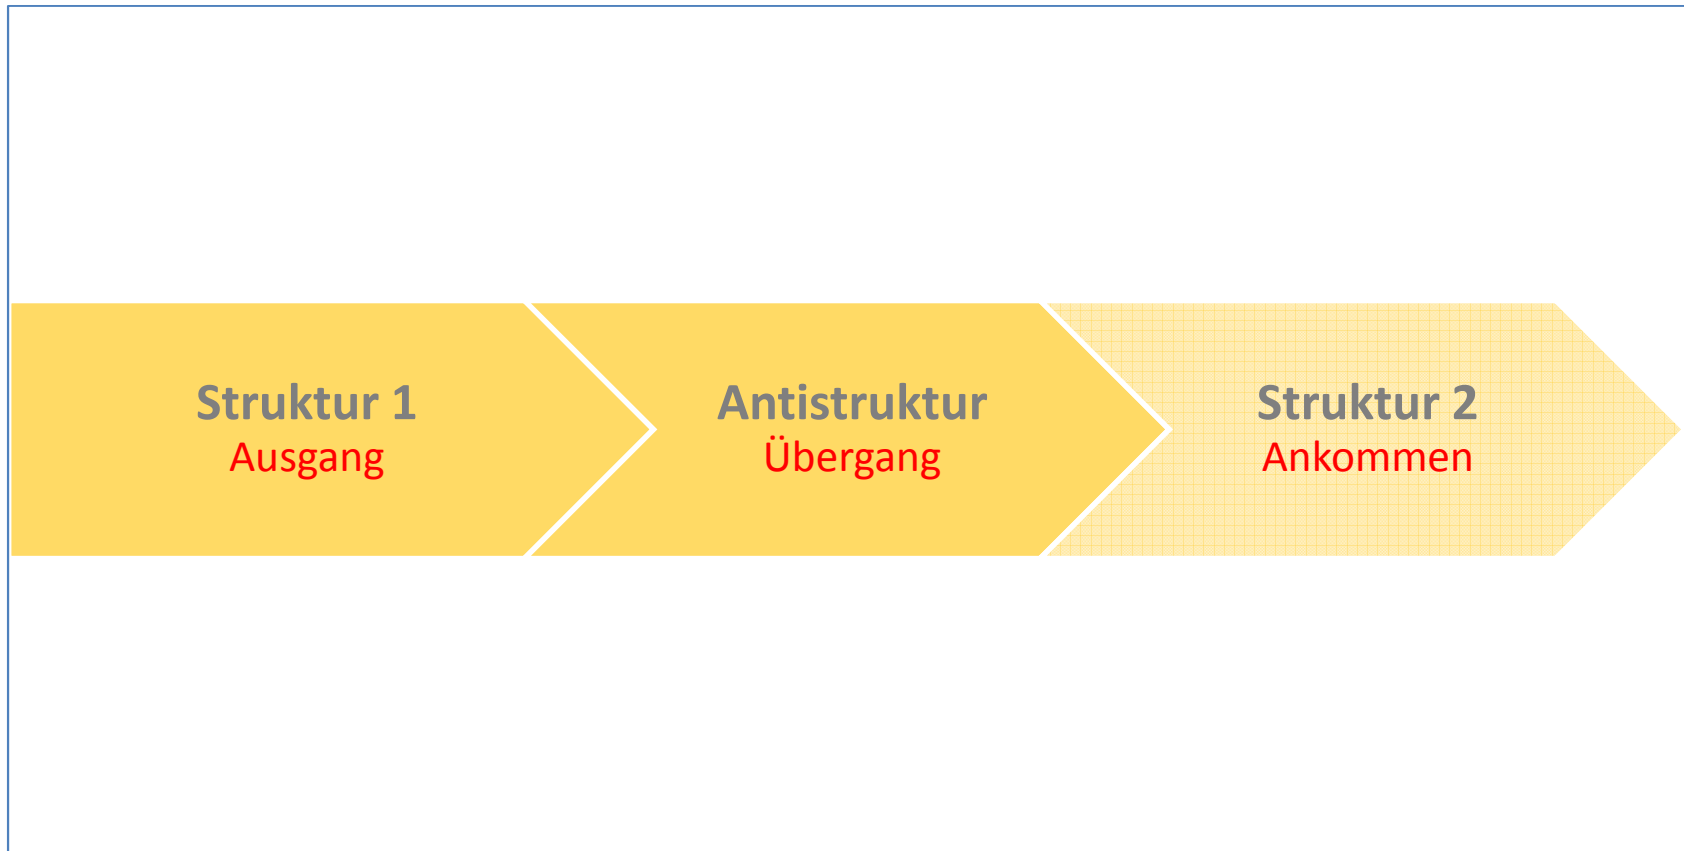 Struktur 1
Ausgang
Antistruktur
Übergang
Struktur 2
Ankommen